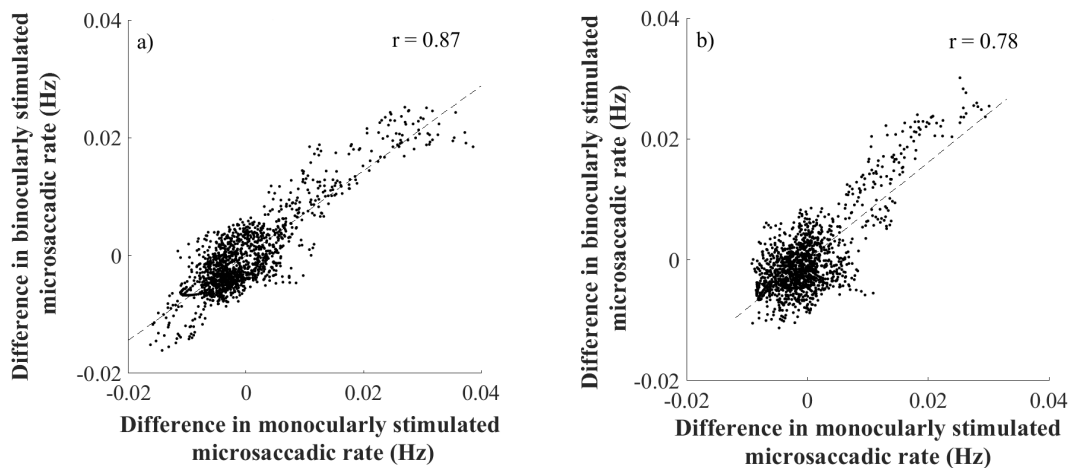 a)
r = 0.87
0.04
0.02
0
-0.02
-0.02
0
0.02
0.04
Difference in binocularly stimulated
microsaccadic rate (Hz)
Difference in monocularly stimulated
microsaccadic rate (Hz)
b)
r = 0.78
0.04
0.02
0
-0.02
-0.02
0
0.02
0.04
Difference in binocularly stimulated
microsaccadic rate (Hz)
Difference in monocularly stimulated
microsaccadic rate (Hz)